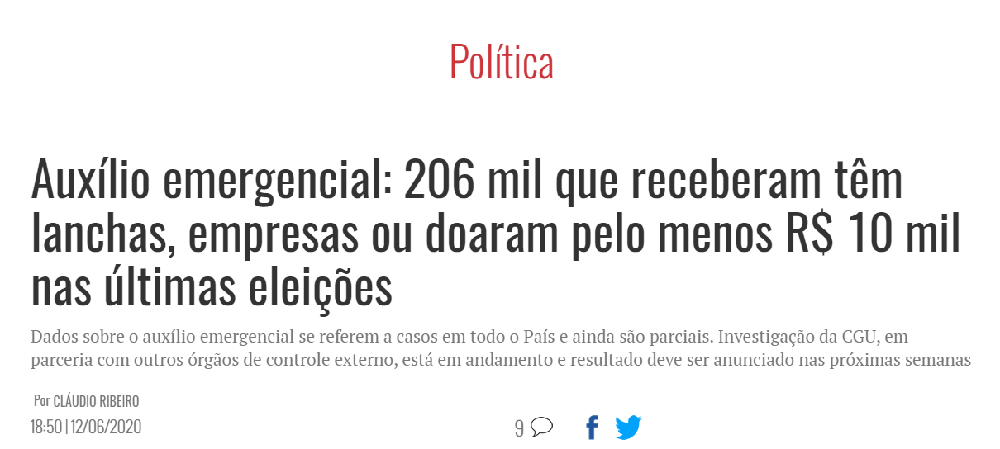 Política
Auxílio emergencial: 206 mil que receberam têm
lanchas, empresas ou doaram pelo menos R$ 10 mil
nas últimas eleições
Dados sobre o auxílio emergencial se referem a casos em todo o País e ainda são parciais. Investigação da CGU, em
parceria com outros órgãos de controle externo, está em andamento e resultado deve ser anunciado nas próximas semanas
Por CLÁUDIO RIBEIRO
18:50 | 12/06/2020
9